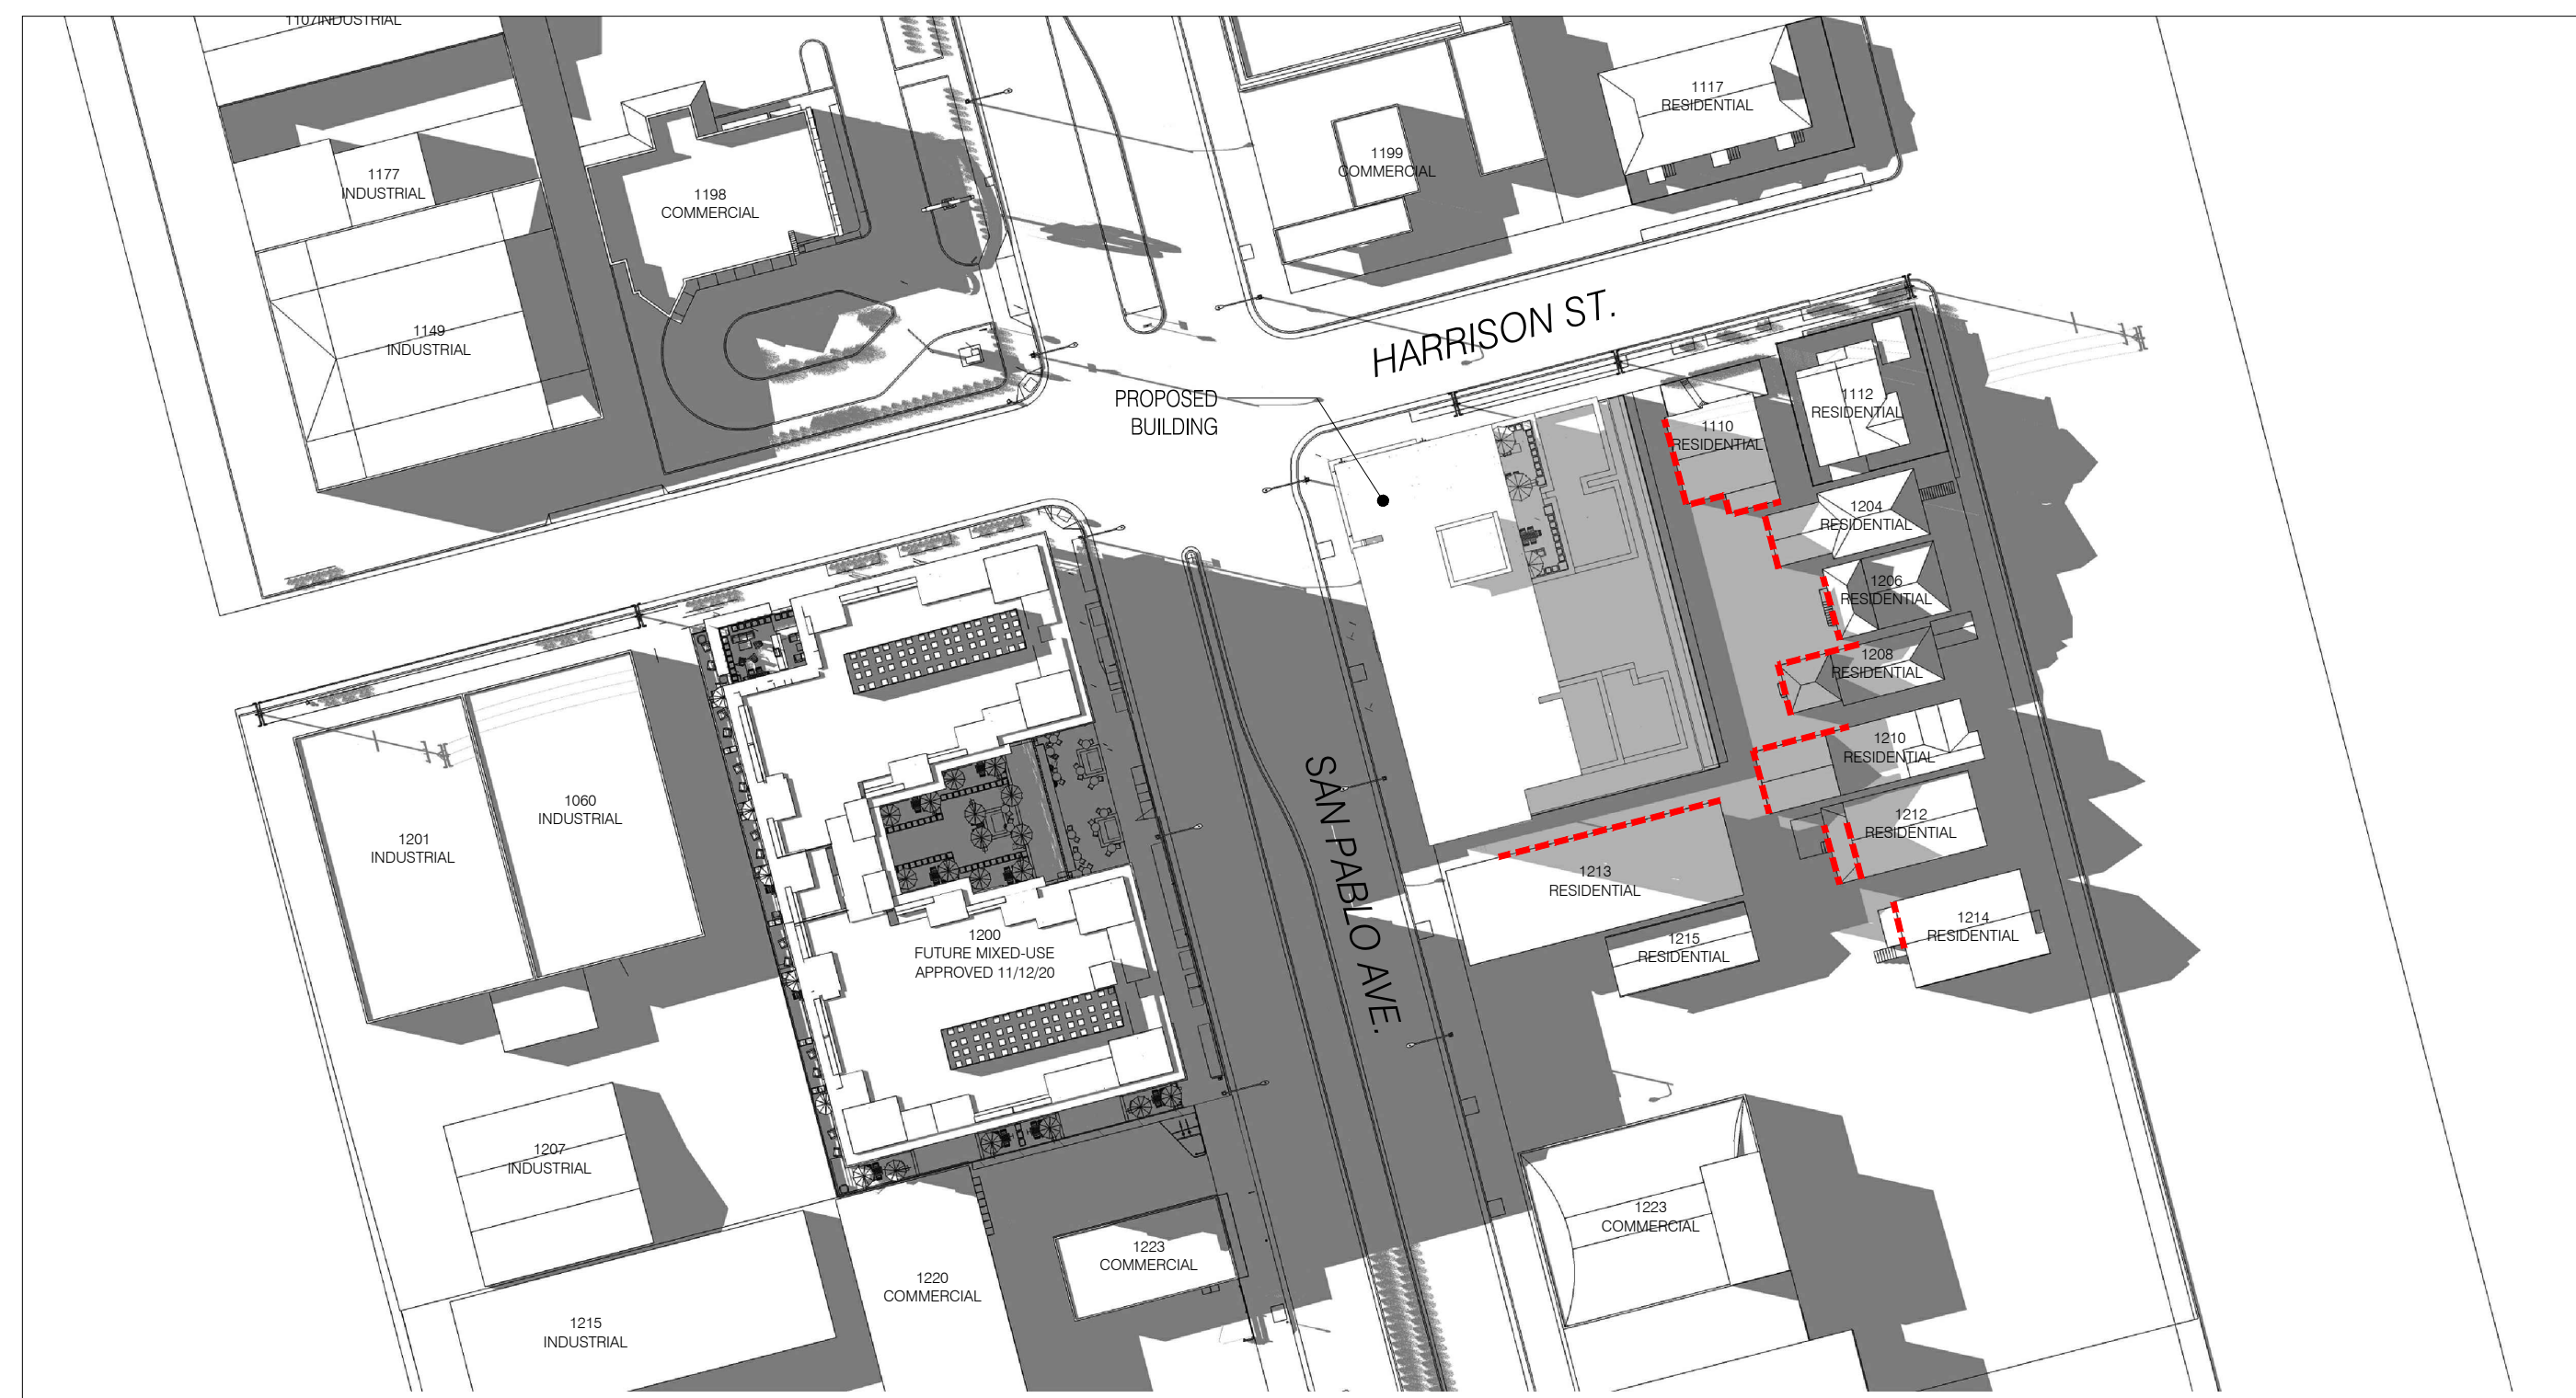 1107INDUSTRIAL
1177
INDUSTRIAL
1198
COMMERCIAL
1149
INDUSTRIAL
1199
COMMERCIAL
1117
RESIDENTIAL
HARRISON ST.
PROPOSED
BUILDING
1110
RESIDENTIAL
1112
RESIDENTIAL
1204
RESIDENTIAL
1206
RESIDENTIAL
1208
RESIDENTIAL
1210
RESIDENTIAL
1212
RESIDENTIAL
1213
RESIDENTIAL
1214
RESIDENTIAL
1215
RESIDENTIAL
SAN PABLO AVE.
1201
INDUSTRIAL
1060
INDUSTRIAL
1200
FUTURE MIXED-USE
APPROVED 11/12/20
1207
INDUSTRIAL
1215
INDUSTRIAL
1220
COMMERCIAL
1223
COMMERCIAL
1223
COMMERCIAL